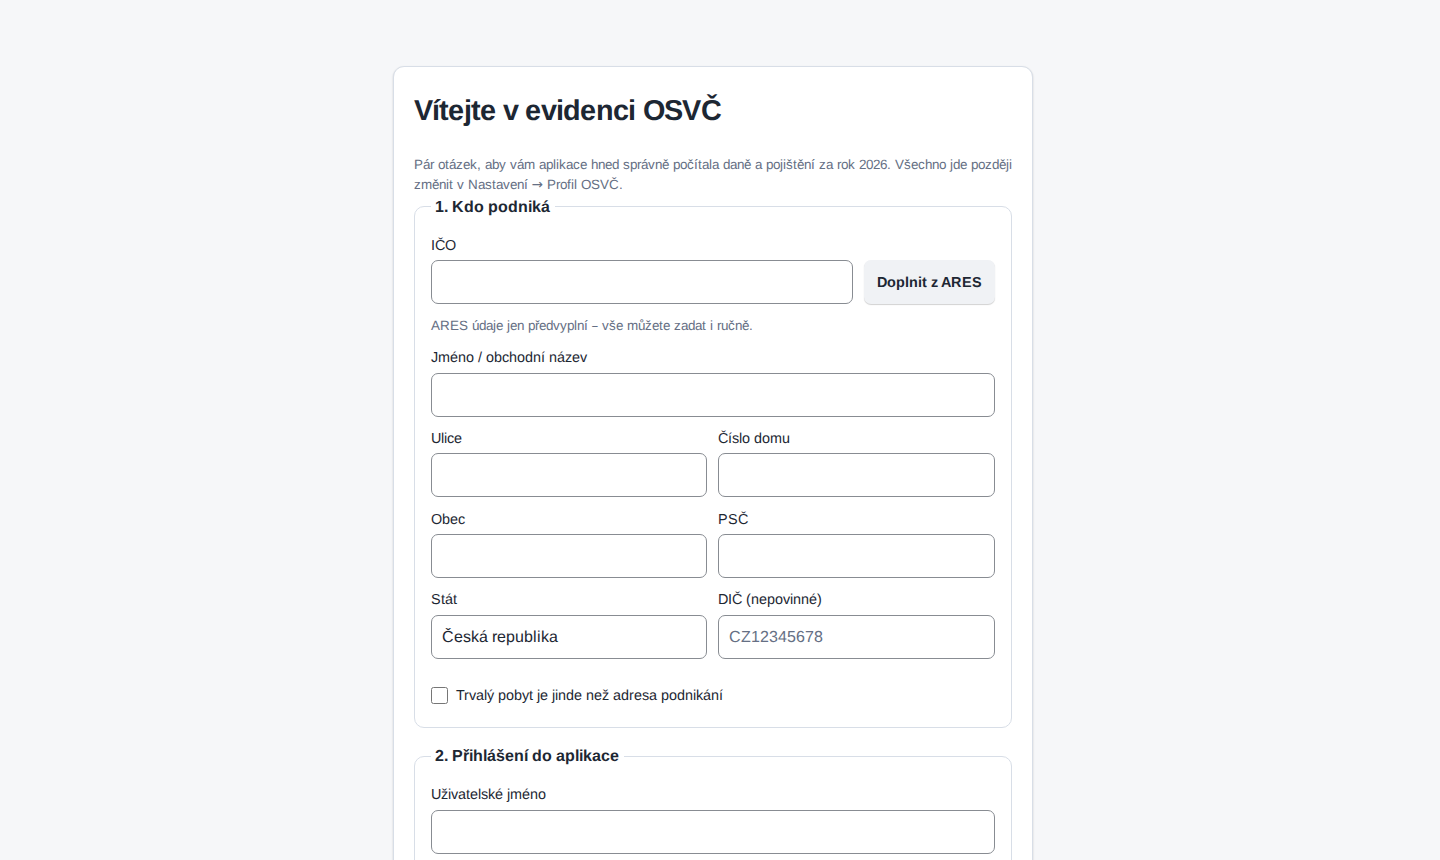 Vítejte v evidenci OSVČ
Pár otázek, aby vám aplikace hned správně počítala daně a pojištění za rok 2026. Všechno jde později
změnit v Nastavení → Profil OSVČ.
1. Kdo podniká
IČO
Doplnit z ARES
ARES údaje jen předvyplní – vše můžete zadat i ručně.
Jméno / obchodní název
Ulice
Číslo domu
Obec
PSČ
Stát
DIČ (nepovinné)
Česká republika
CZ12345678
Trvalý pobyt je jinde než adresa podnikání
2. Přihlášení do aplikace
Uživatelské jméno